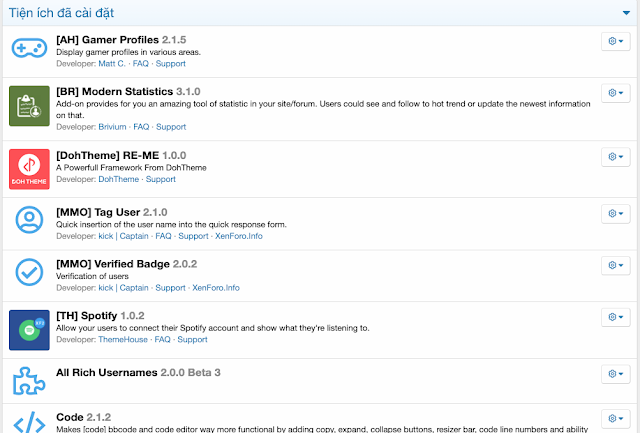 Tiện ích đã cài đặt
[AH] Gamer Profiles 2.1.5
Display gamer profiles in various areas.
Developer: Matt C. · FAQ · Support
[BR] Modern Statistics 3.1.0
Add-on provides for you an amazing tool of statistic in your site/forum. Users could see and follow to hot trend or update the newest information
on that.
Developer: Brivium · FAQ · Support
DOH THEME
[DohTheme] RE-ME 1.0.0
A Powerfull Framework From DohTheme
Developer: DohTheme · Support
[MMO] Tag User 2.1.0
Quick insertion of the user name into the quick response form.
Developer: kick | Captain · FAQ · Support · XenForo.Info
[MMO] Verified Badge 2.0.2
Verification of users
Developer: kick | Captain · Support · XenForo.Info
[TH] Spotify 1.0.2
Allow your users to connect their Spotify account and show what they're listening to.
Developer: ThemeHouse · FAQ · Support
All Rich Usernames 2.0.0 Beta 3
Code 2.1.2
Makes [code] bbcode and code editor way more functional by adding copy, expand, collapse buttons, resizer bar, code line numbers and ability